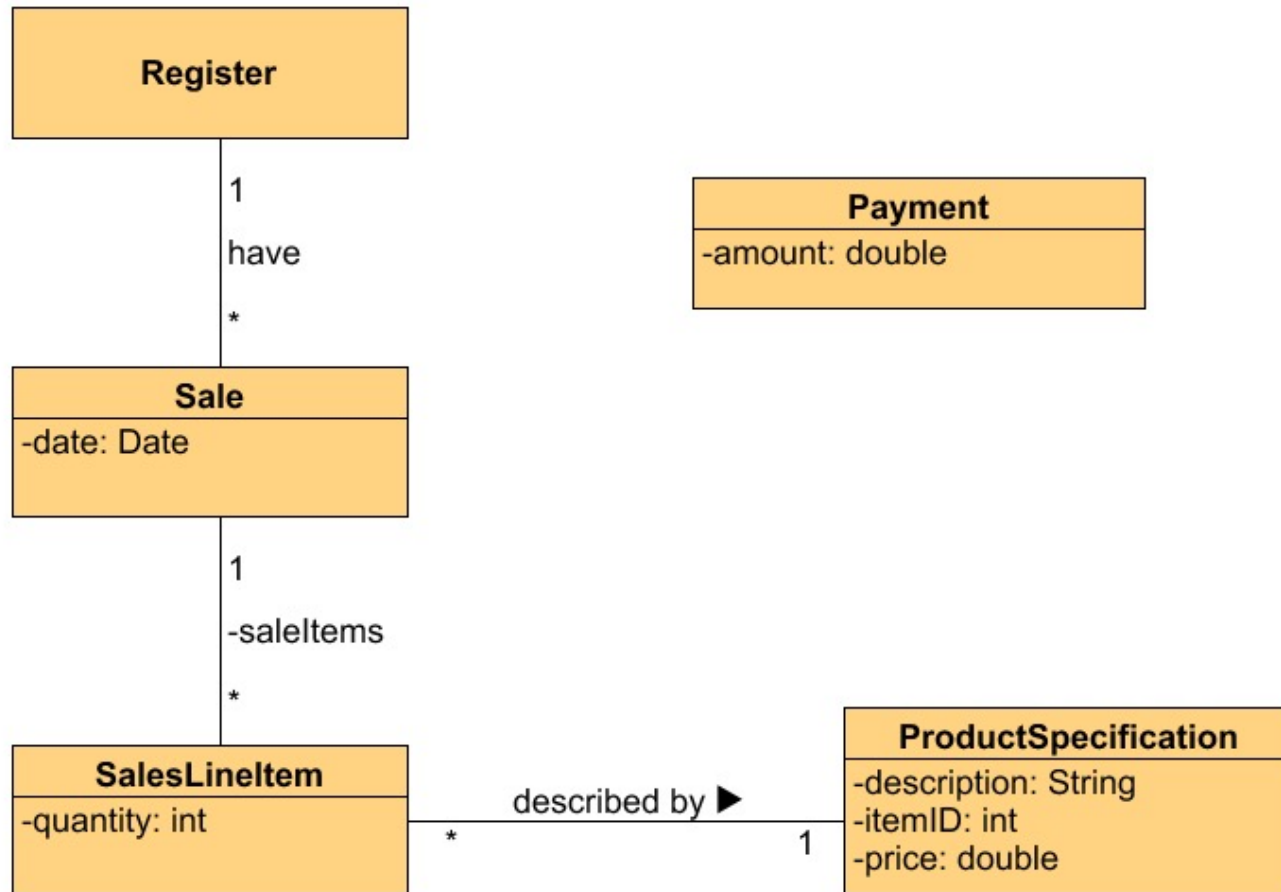 Register
1
have
*
Payment
-amount: double
Sale
-date: Date
1
-saleItems
*
SalesLineItem
-quantity: int
described by ▶
*
1
ProductSpecification
-description: String
-itemID: int
-price: double